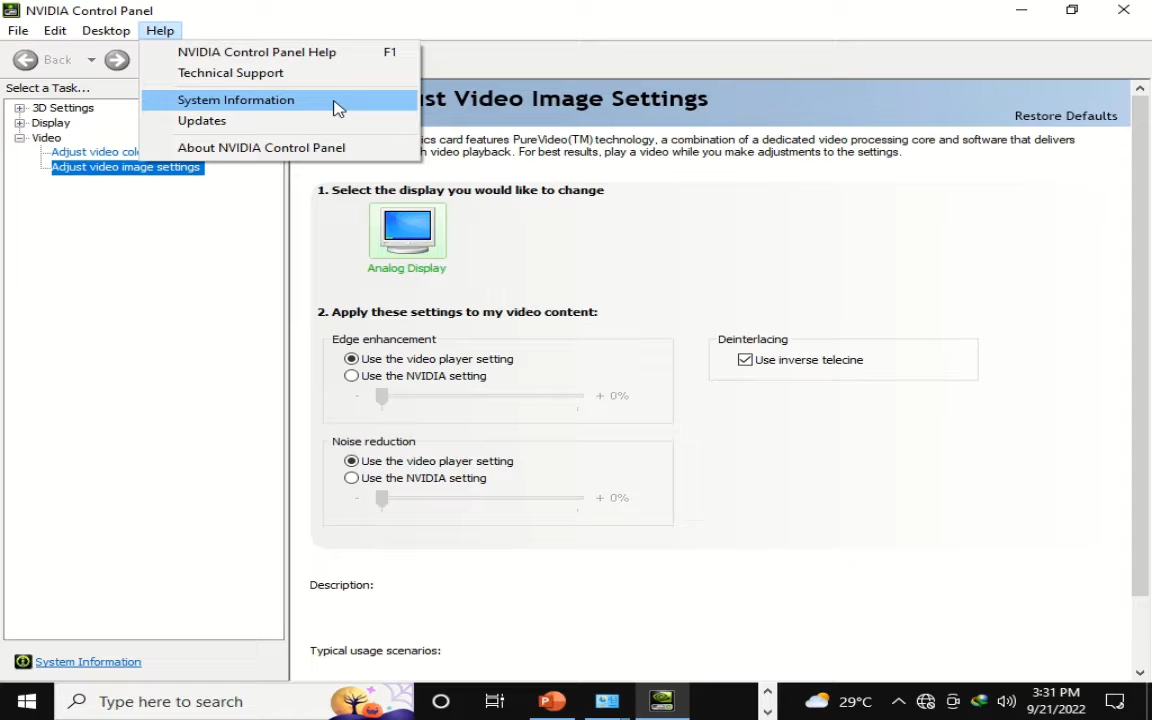 NVIDIA Control Panel
File Edit Desktop Help
Back
NVIDIA Control Panel Help F1
Technical Support
System Information
Updates
About NVIDIA Control Panel
Select a Task...
3D Settings
Display
Video
Adjust video
Adjust video image settings
System Information
Video Image Settings
Restore Defaults
card features PureVideo(TM) technology, a combination of a dedicated video processing core and software that delivers
video playback. For best results, play a video while you make adjustments to the settings.
1. Select the display you would like to change
Analog Display
2. Apply these settings to my video content:
Edge enhancement
Use the video player setting
Use the NVIDIA setting
- + 0%
Deinterlacing
Use inverse telecine
Noise reduction
Use the video player setting
Use the NVIDIA setting
- + 0%
Description:
Typical usage scenarios:
Type here to search
29°C
3:31 PM
9/21/2022